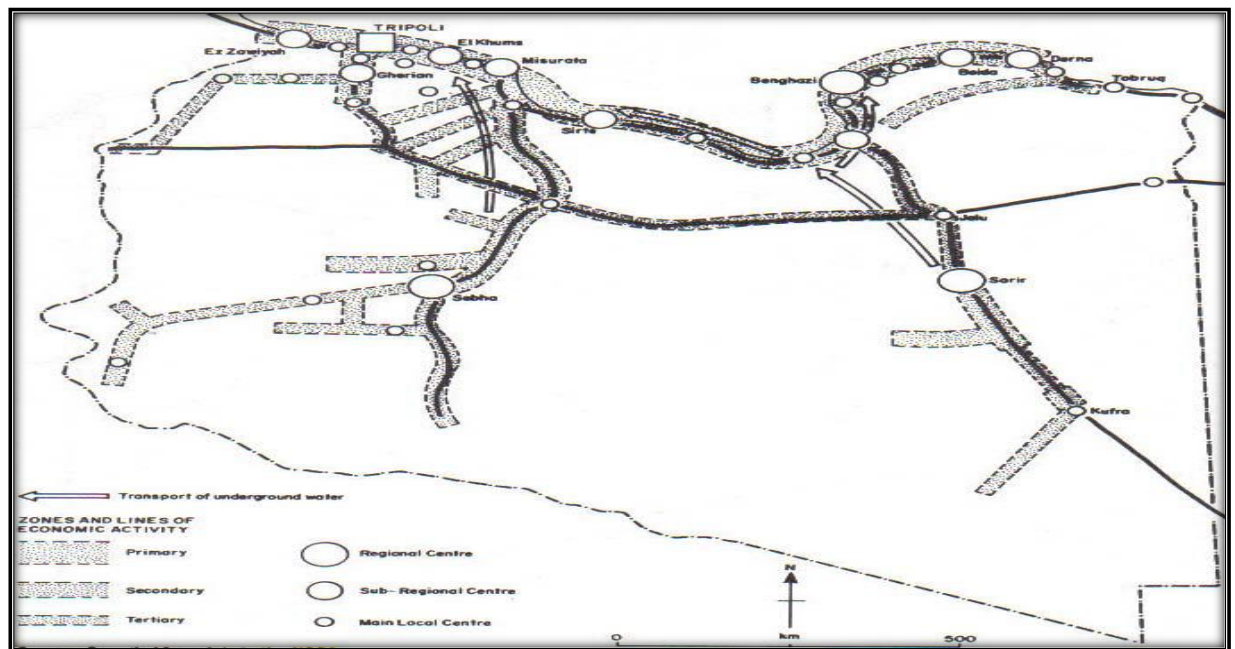 TRIPOLI
Ez Zawiyah
El Khums
Misurata
Gherian
Benghazi
Beida
Derna
Tobruq
Sirte
Jalu
Sebha
Sarir
Kufra
Transport of underground water
ZONES AND LINES OF
ECONOMIC ACTIVITY
Primary
Regional Centre
Secondary
Sub-Regional Centre
Tertiary
Main Local Centre
N
0
km
500